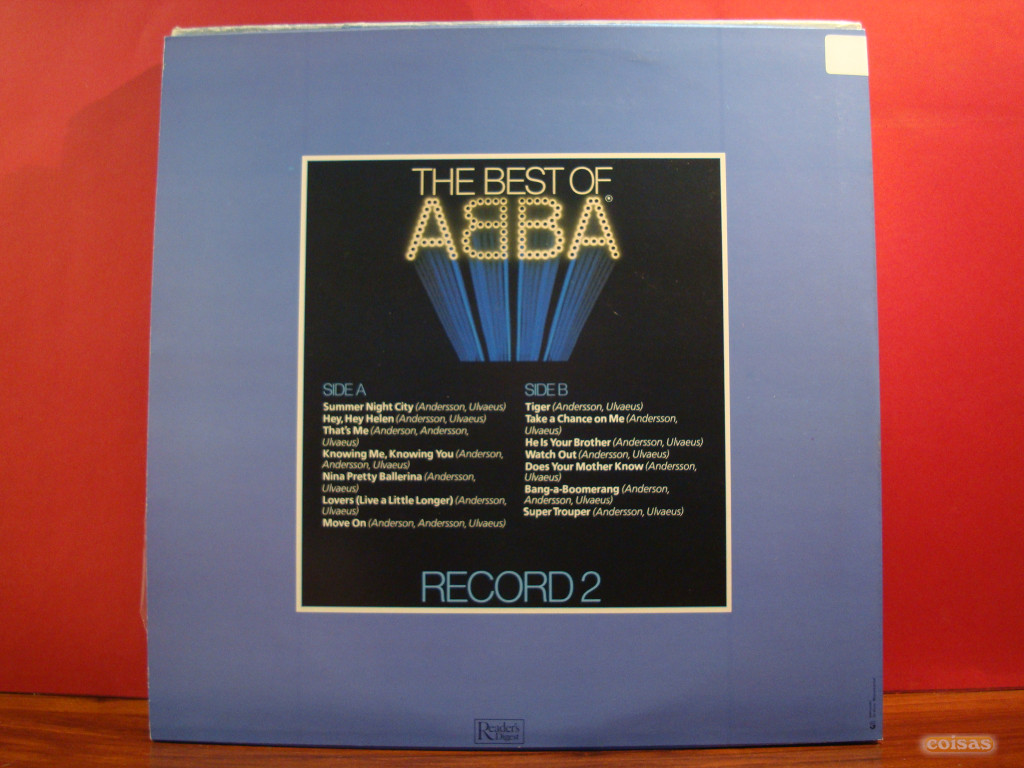 THE BEST OF
ABBA®
SIDE A
Summer Night City (Andersson, Ulvaeus)
Hey, Hey Helen (Andersson, Ulvaeus)
That's Me (Anderson, Andersson,
Ulvaeus)
Knowing Me, Knowing You (Anderson,
Andersson, Ulvaeus)
Nina Pretty Ballerina (Andersson,
Ulvaeus)
Lovers (Live a Little Longer) (Andersson,
Ulvaeus)
Move On (Anderson, Andersson, Ulvaeus)
SIDE B
Tiger (Andersson, Ulvaeus)
Take a Chance on Me (Andersson,
Ulvaeus)
He Is Your Brother (Andersson, Ulvaeus)
Watch Out (Andersson, Ulvaeus)
Does Your Mother Know (Andersson,
Ulvaeus)
Bang-a-Boomerang (Anderson,
Andersson, Ulvaeus)
Super Trouper (Andersson, Ulvaeus)
RECORD 2
Reader's
Digest
coisas